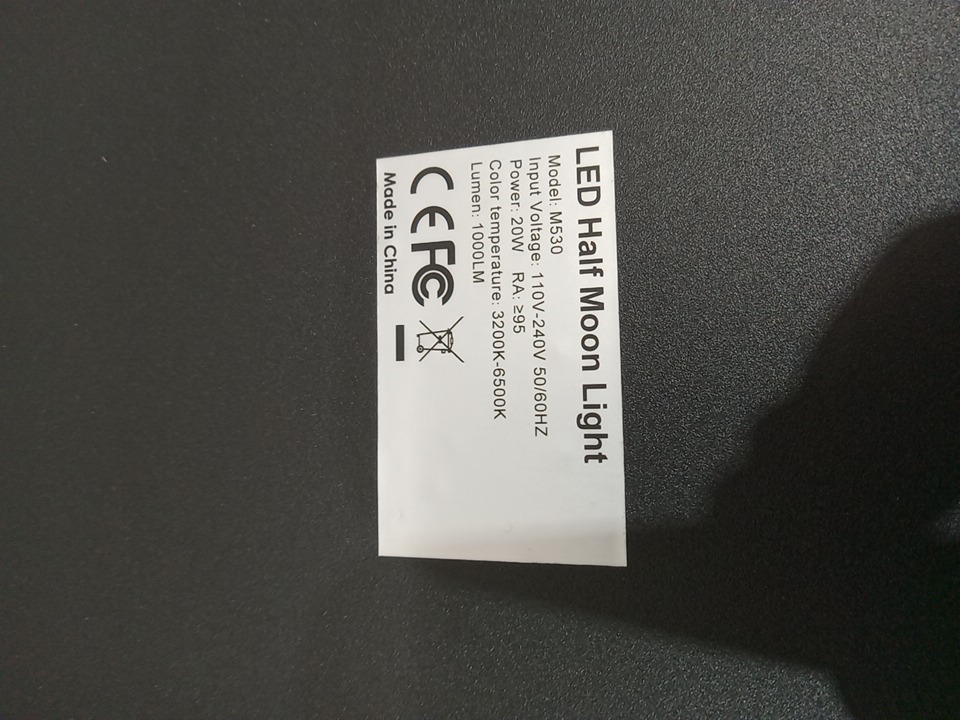 LED Half Moon Light
Model: M530
Input Voltage: 110V-240V 50/60HZ
Power: 20W RA: ≥95
Color temperature: 3200K-6500K
Lumen: 1000LM
CE FC
Made in China